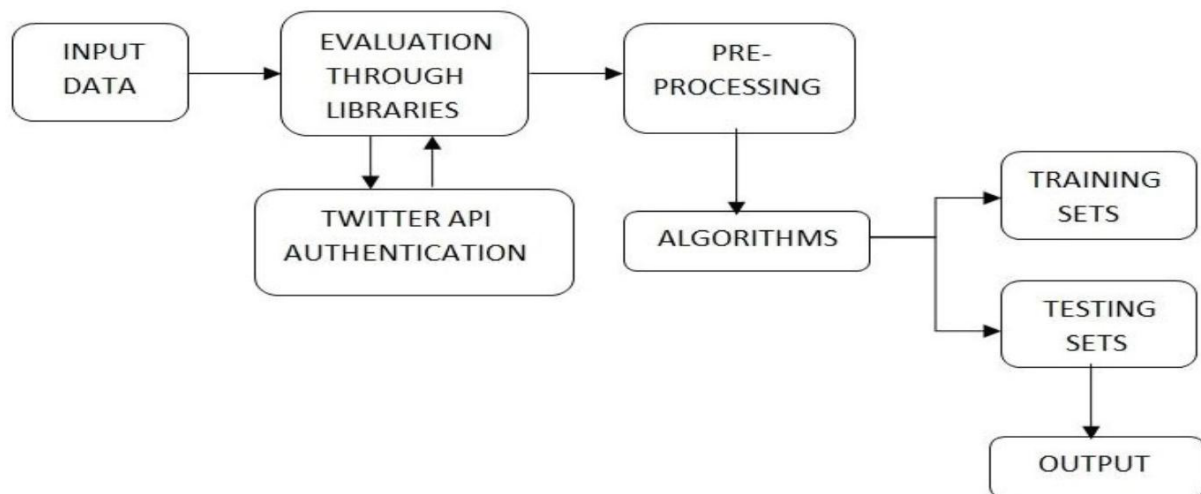 INPUT
DATA
EVALUATION
THROUGH
LIBRARIES
PRE-
PROCESSING
TWITTER API
AUTHENTICATION
ALGORITHMS
TRAINING
SETS
TESTING
SETS
OUTPUT